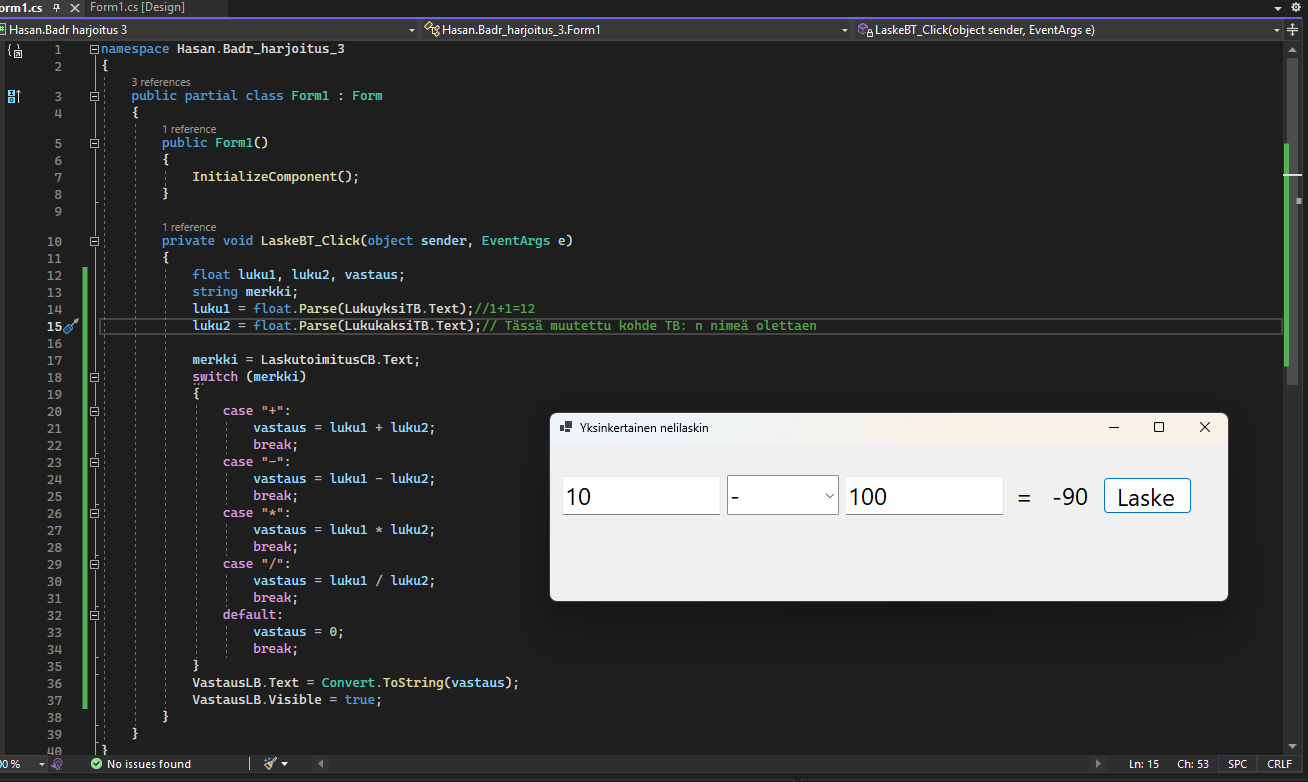 orm1.cs Form1.cs [Design]
Hasan.Badr harjoitus 3 Hasan.Badr_harjoitus_3.Form1 LaskeBT_Click(object sender, EventArgs e)
1 namespace Hasan.Badr_harjoitus_3
2 {
3 references
3 public partial class Form1 : Form
4 {
1 reference
5 public Form1()
6 {
7 InitializeComponent();
8 }
9
1 reference
10 private void LaskeBT_Click(object sender, EventArgs e)
11 {
12 float luku1, luku2, vastaus;
13 string merkki;
14 luku1 = float.Parse(LukuyksiTB.Text);//1+1=12
15 luku2 = float.Parse(LukukaksiTB.Text);// Tässä muutettu kohde TB: n nimeä olettaen
16
17 merkki = LaskutoimitusCB.Text;
18 switch (merkki)
19 {
20 case "+":
21 vastaus = luku1 + luku2;
22 break;
23 case "-":
24 vastaus = luku1 - luku2;
25 break;
26 case "*":
27 vastaus = luku1 * luku2;
28 break;
29 case "/":
30 vastaus = luku1 / luku2;
31 break;
32 default:
33 vastaus = 0;
34 break;
35 }
36 VastausLB.Text = Convert.ToString(vastaus);
37 VastausLB.Visible = true;
38 }
39 }
40 }
Yksinkertainen nelilaskin
10 - 100 = -90 Laske
00 % No issues found Ln: 15 Ch: 53 SPC CRLF